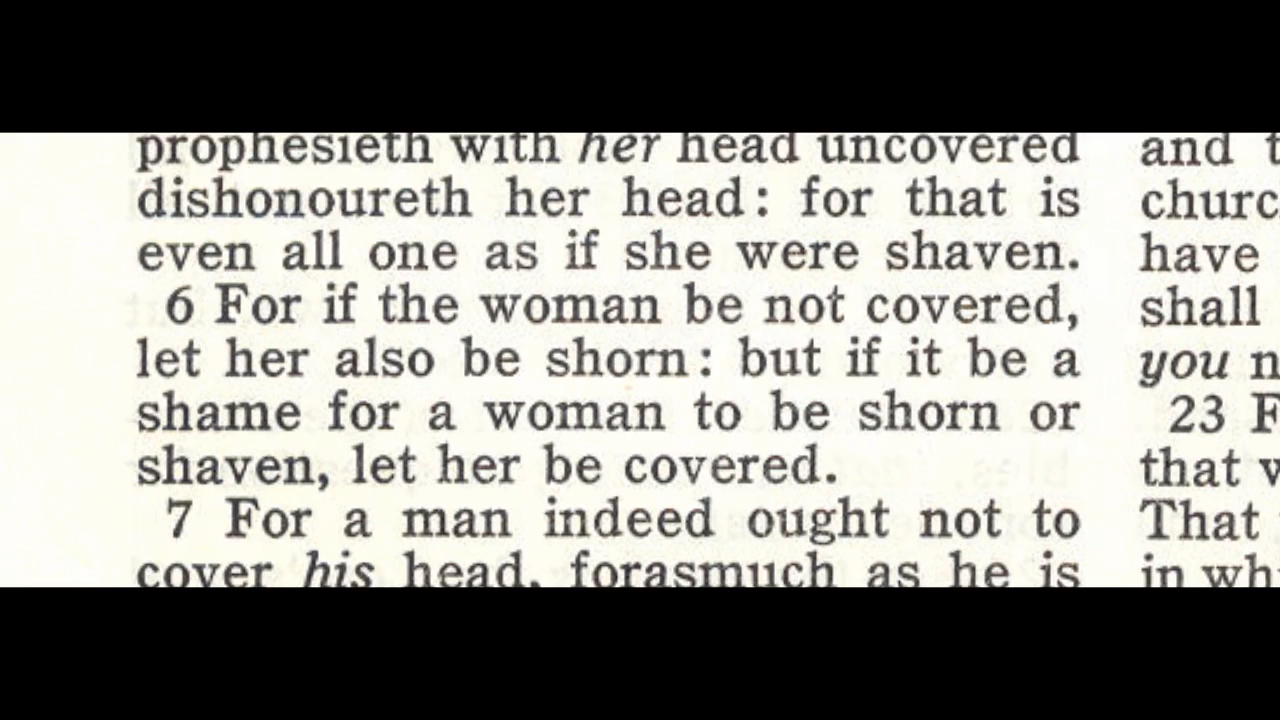 prophesieth with her head uncovered
dishonoureth her head: for that is
even all one as if she were shaven.
6 For if the woman be not covered,
let her also be shorn: but if it be a
shame for a woman to be shorn or
shaven, let her be covered.
7 For a man indeed ought not to
cover his head, forasmuch as he is
and
have
shall
you
23
that
That
in